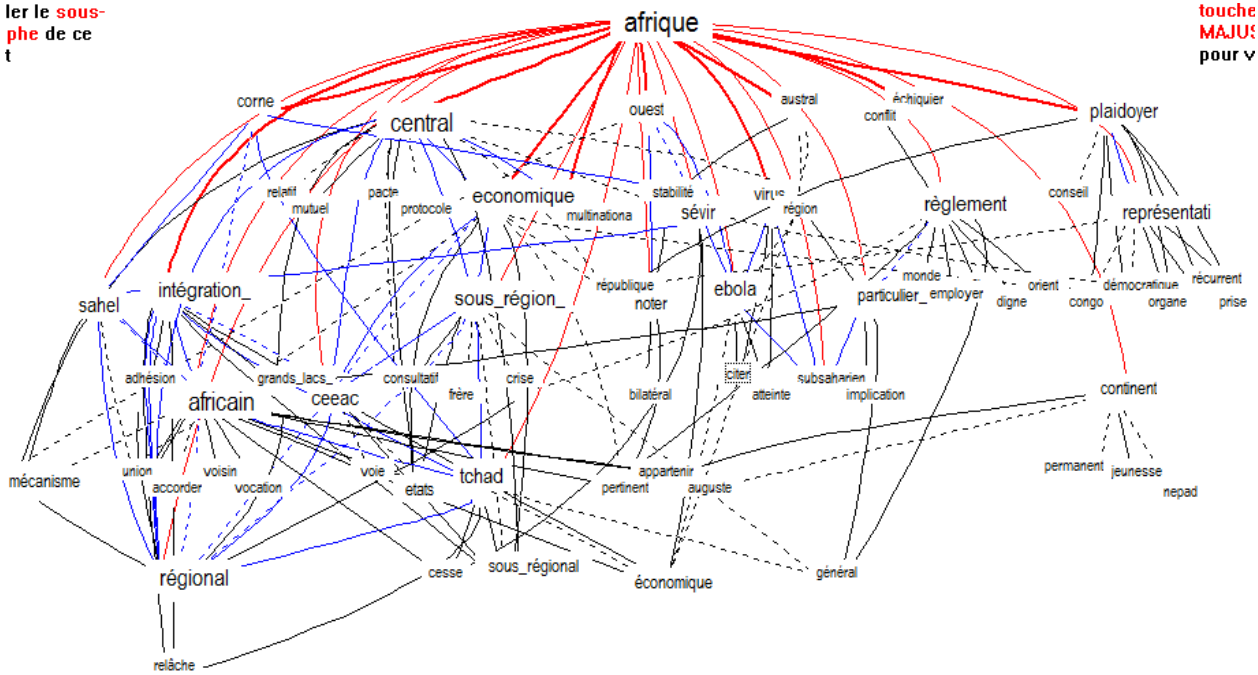 ler le sous-
phe de ce
t
touche
MAJUS
pour v
afrique
corne
central
ouest
austral
échiquier
conflit
plaidoyer
relatif
mutuel
pacte
protocole
economique
multinationa
stabilité
sévir
virus
région
règlement
conseil
représentati
sahel
intégration_
sous_région_
république
noter
ebola
particulier_
monde
employer
digne
orient
congo
démocratique
organe
récurrent
prise
adhésion
africain
grands_lacs_
ceeac
consultatif
frère
crise
bilatéral
citer
atteinte
subsaharien
implication
continent
mécanisme
union
accorder
voisin
vocation
voie
etats
tchad
pertinent
appartenir
auguste
permanent
jeunesse
nepad
régional
cesse
sous_régional
économique
général
relâche